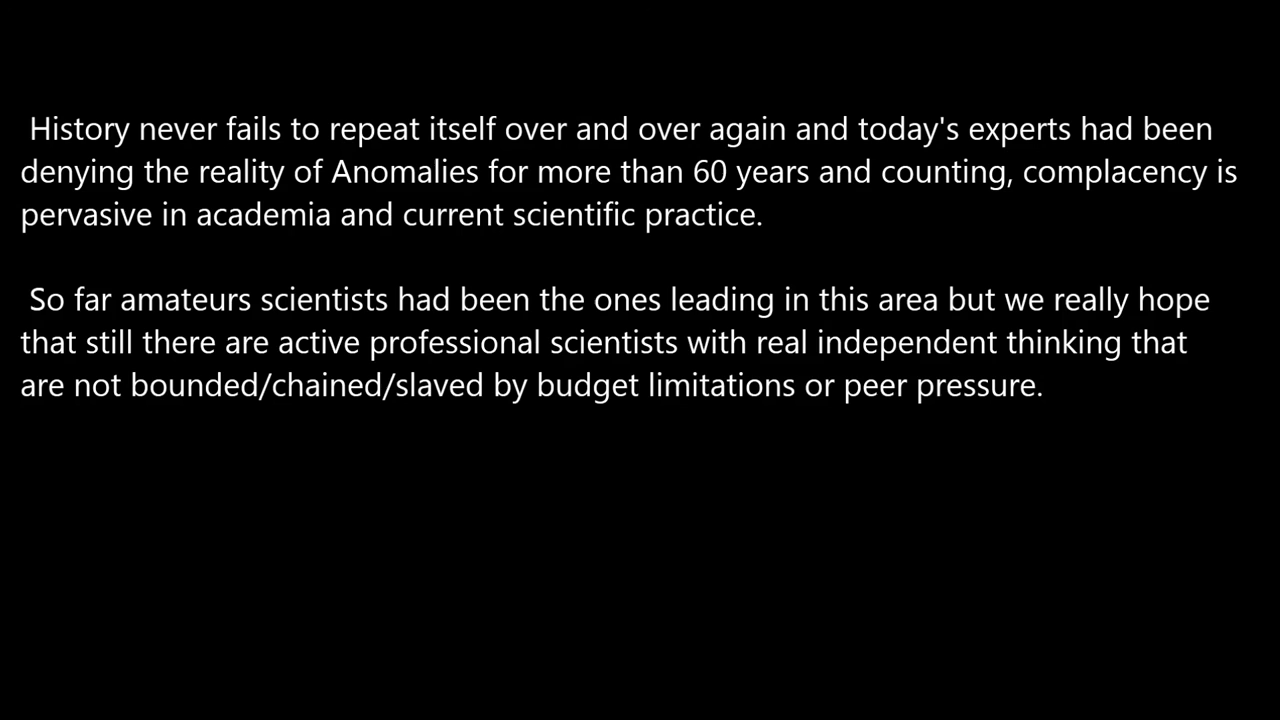 History never fails to repeat itself over and over again and today's experts had been
denying the reality of Anomalies for more than 60 years and counting, complacency is
pervasive in academia and current scientific practice.
So far amateurs scientists had been the ones leading in this area but we really hope
that still there are active professional scientists with real independent thinking that
are not bounded/chained/slaved by budget limitations or peer pressure.